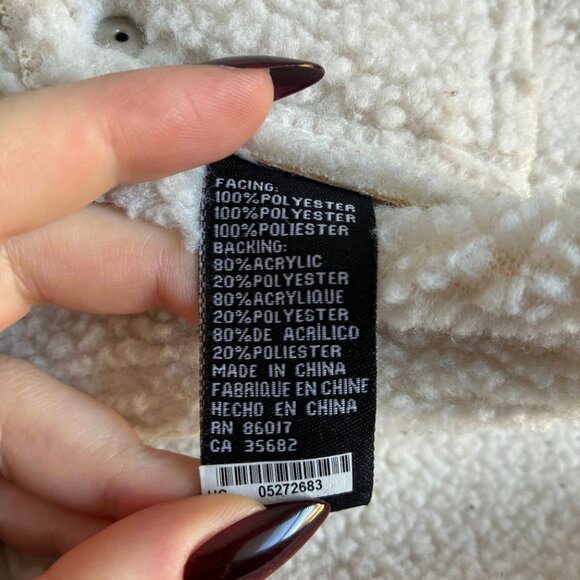 FACING:
100%POLYESTER
100%POLYESTER
100%POLIESTER
BACKING:
80%ACRYLIC
20%POLYESTER
80%ACRYLIQUE
20%POLYESTER
80%DE ACRÍLICO
20%POLIESTER
MADE IN CHINA
FABRIQUE EN CHINE
HECHO EN CHINA
RN 86017
CA 35682
05272683